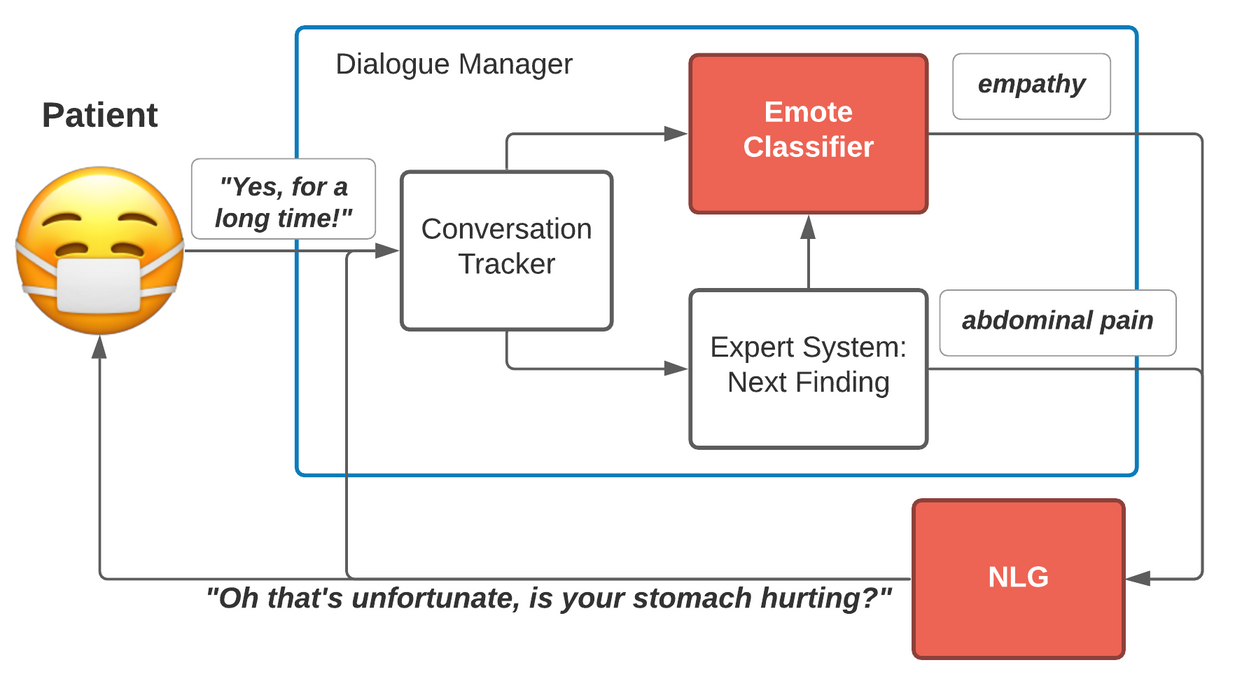 Dialogue Manager
Patient
"Yes, for a
long time!"
Conversation
Tracker
Emote
Classifier
empathy
Expert System:
Next Finding
abdominal pain
NLG
"Oh that's unfortunate, is your stomach hurting?"